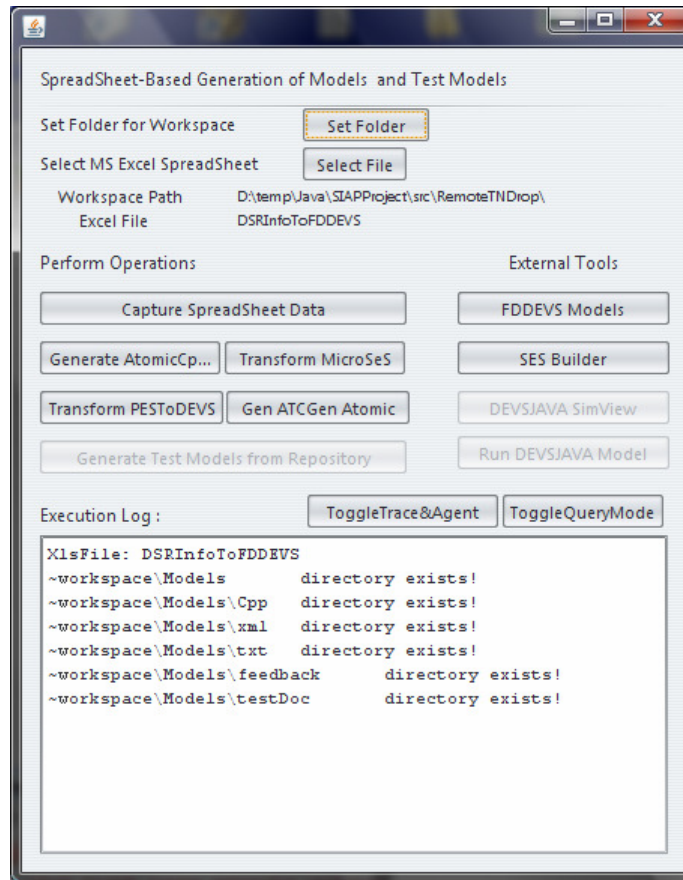 SpreadSheet-Based Generation of Models and Test Models
Set Folder for Workspace Set Folder
Select MS Excel SpreadSheet Select File
Workspace Path D:\temp\Java\SIAPProject\src\RemoteTNDrop\
Excel File DSRInfoToFDDEVS
Perform Operations External Tools
Capture SpreadSheet Data FDDEVS Models
Generate AtomicCp... Transform MicroSeS SES Builder
Transform PESToDEVS Gen ATCGen Atomic DEVSJAVA SimView
Generate Test Models from Repository Run DEVSJAVA Model
Execution Log : ToggleTrace&Agent ToggleQueryMode
XlsFile: DSRInfoToFDDEVS
~workspace\Models directory exists!
~workspace\Models\Cpp directory exists!
~workspace\Models\xml directory exists!
~workspace\Models\txt directory exists!
~workspace\Models\feedback directory exists!
~workspace\Models\testDoc directory exists!